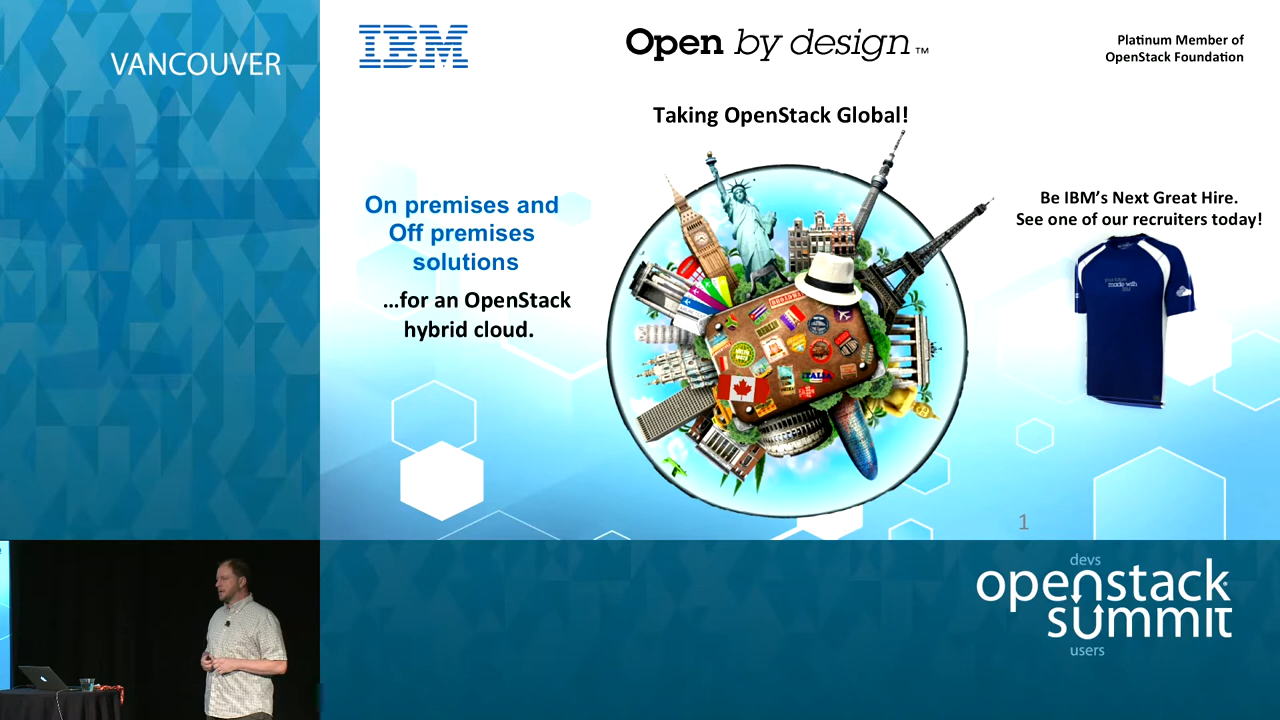 VANCOUVER
IBM
Open by design™
Platinum Member of
OpenStack Foundation
Taking OpenStack Global!
On premises and
Off premises
solutions
...for an OpenStack
hybrid cloud.
Be IBM's Next Great Hire.
See one of our recruiters today!
made with
ITALIA
1
devs
openstack
summit
users